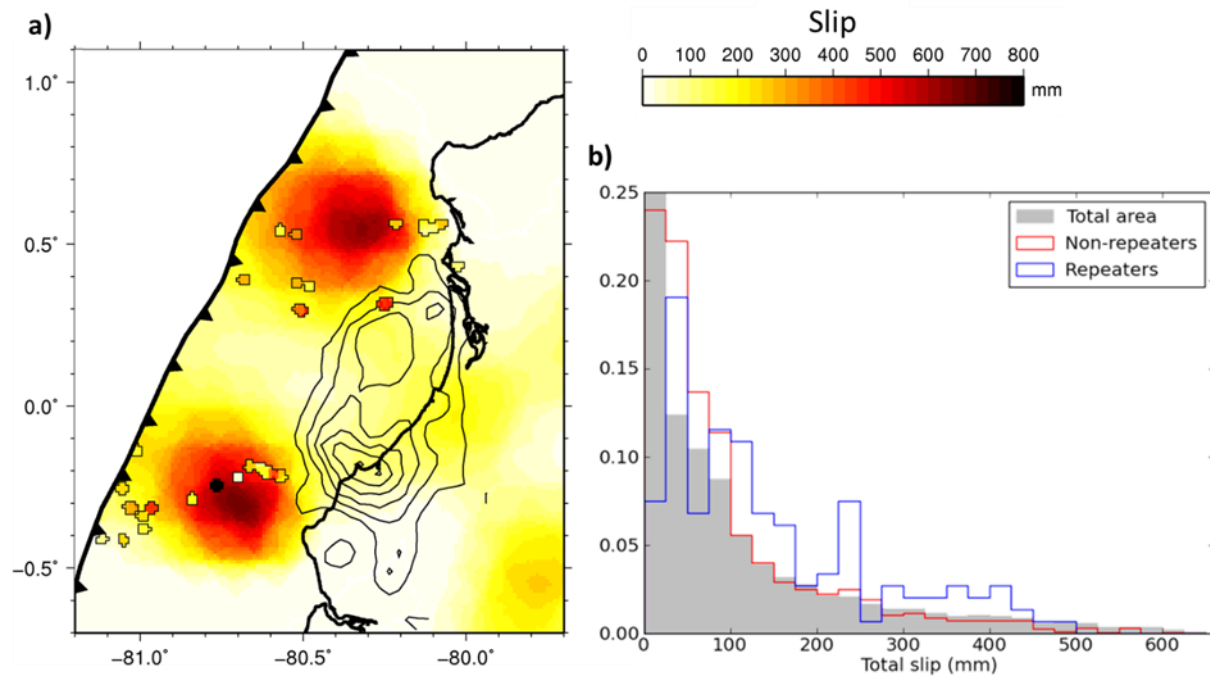 a)
1.0°
0.5°
0.0°
−0.5°
−81.0° −80.5° −80.0°
Slip
0 100 200 300 400 500 600 700 800
mm
b)
0.25
0.20
0.15
0.10
0.05
0.00
0 100 200 300 400 500 600
Total slip (mm)
Total area
Non-repeaters
Repeaters